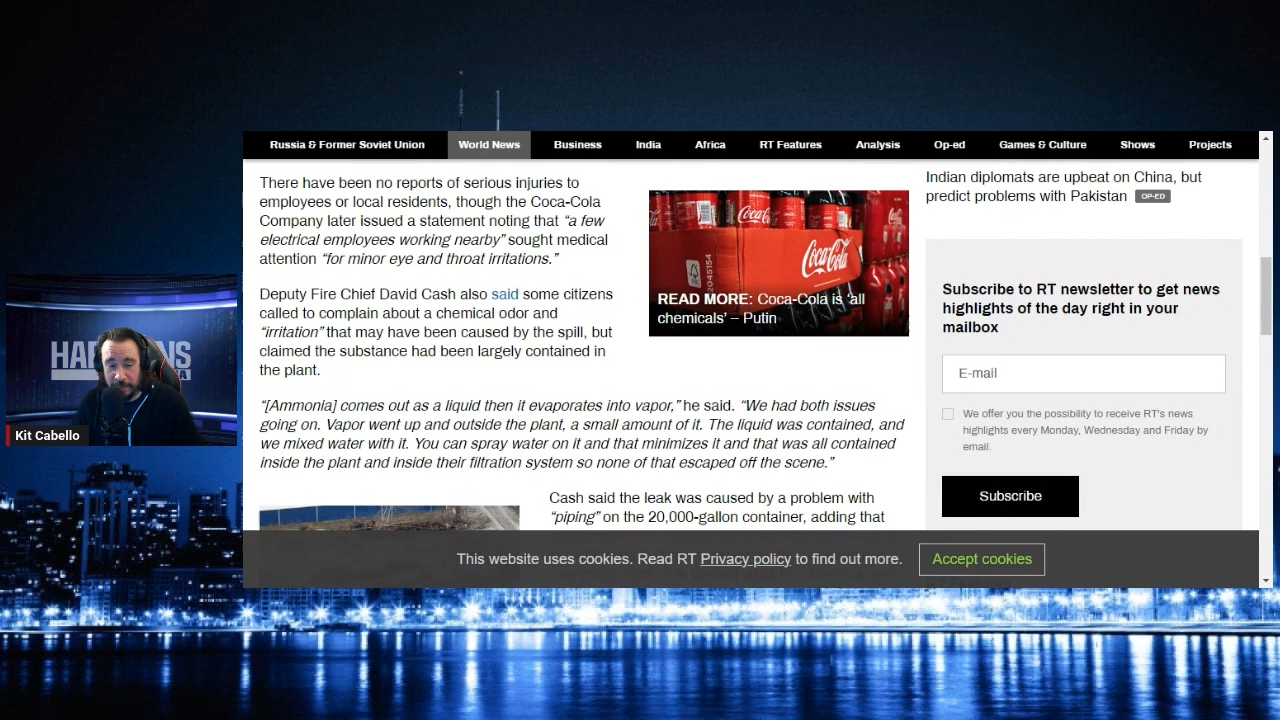 Russia & Former Soviet Union
World News
Business
India
Africa
RT Features
Analysis
Op-ed
Games & Culture
Shows
Projects
There have been no reports of serious injuries to
employees or local residents, though the Coca-Cola
Company later issued a statement noting that “a few
electrical employees working nearby” sought medical
attention “for minor eye and throat irritations.”
Deputy Fire Chief David Cash also said some citizens
called to complain about a chemical odor and
“irritation” that may have been caused by the spill, but
claimed the substance had been largely contained in
the plant.
Coca-Cola
Coca-Cola
2045154
READ MORE: Coca-Cola is ‘all
chemicals’ – Putin
“[Ammonia] comes out as a liquid then it evaporates into vapor,” he said. “We had both issues
going on. Vapor went up and outside the plant, a small amount of it. The liquid was contained, and
we mixed water with it. You can spray water on it and that minimizes it and that was all contained
inside the plant and inside their filtration system so none of that escaped off the scene.”
Cash said the leak was caused by a problem with
“piping” on the 20,000-gallon container, adding that
Indian diplomats are upbeat on China, but
predict problems with Pakistan OP-ED
Subscribe to RT newsletter to get news
highlights of the day right in your
mailbox
E-mail
We offer you the possibility to receive RT's news
highlights every Monday, Wednesday and Friday by
email.
Subscribe
This website uses cookies. Read RT Privacy policy to find out more.
Accept cookies
Kit Cabello